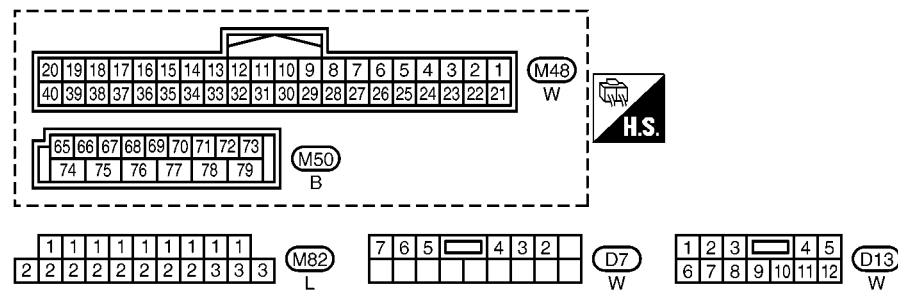 20 19 18 17 16 15 14 13 12 11 10 9 8 7 6 5 4 3 2 1
40 39 38 37 36 35 34 33 32 31 30 29 28 27 26 25 24 23 22 21
M48
W
H.S.
65 66 67 68 69 70 71 72 73
74 75 76 77 78 79
M50
B
1 1 1 1 1 1 1 1 1
2 2 2 2 2 2 2 2 3 3 3
M82
L
7 6 5 4 3 2
D7
W
1 2 3 4 5
6 7 8 9 10 11 12
D13
W